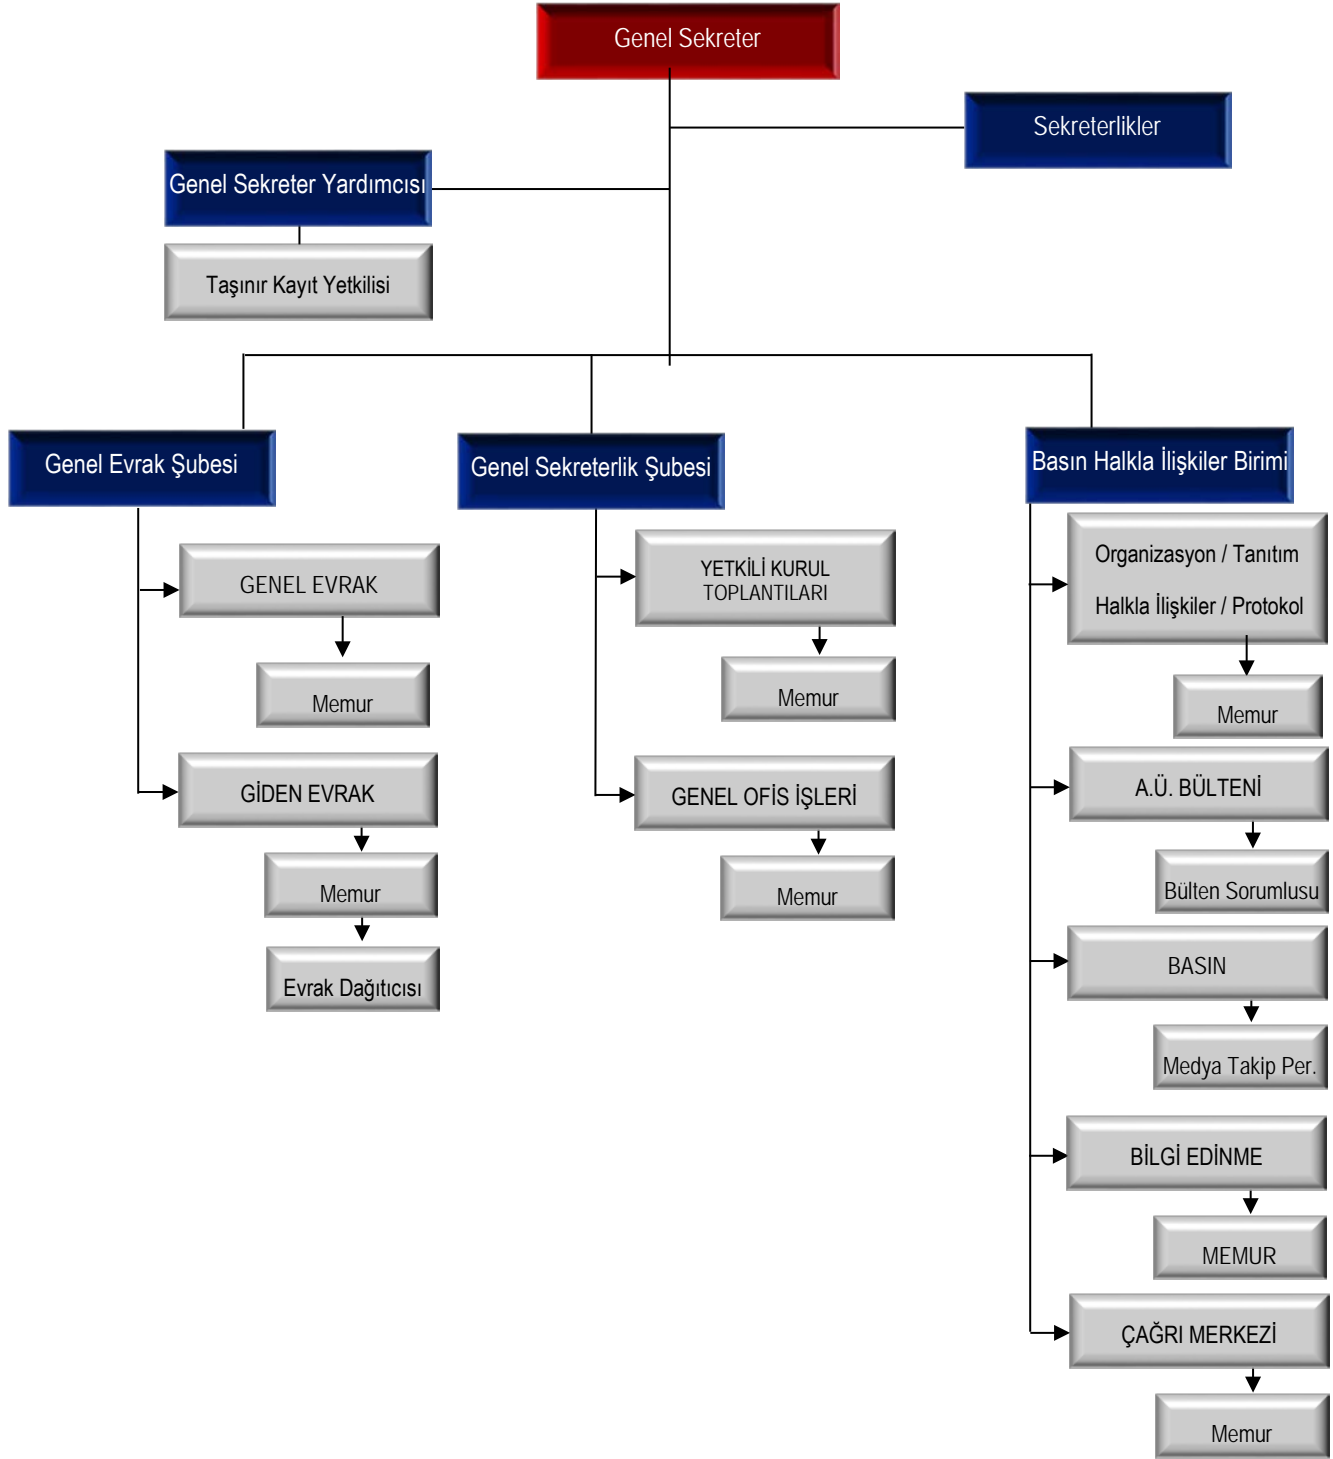 Genel Sekreter
Sekreterlikler
Genel Sekreter Yardımcısı
Taşınır Kayıt Yetkilisi
Genel Evrak Şubesi
GENEL EVRAK
Memur
GİDEN EVRAK
Memur
Evrak Dağıtıcısı
Genel Sekreterlik Şubesi
YETKİLİ KURUL
TOPLANTILARI
Memur
GENEL OFİS İŞLERİ
Memur
Basın Halkla İlişkiler Birimi
Organizasyon / Tanıtım
Halkla İlişkiler / Protokol
Memur
A.Ü. BÜLTENİ
Bülten Sorumlusu
BASIN
Medya Takip Per.
BİLGİ EDİNME
MEMUR
ÇAĞRI MERKEZİ
Memur